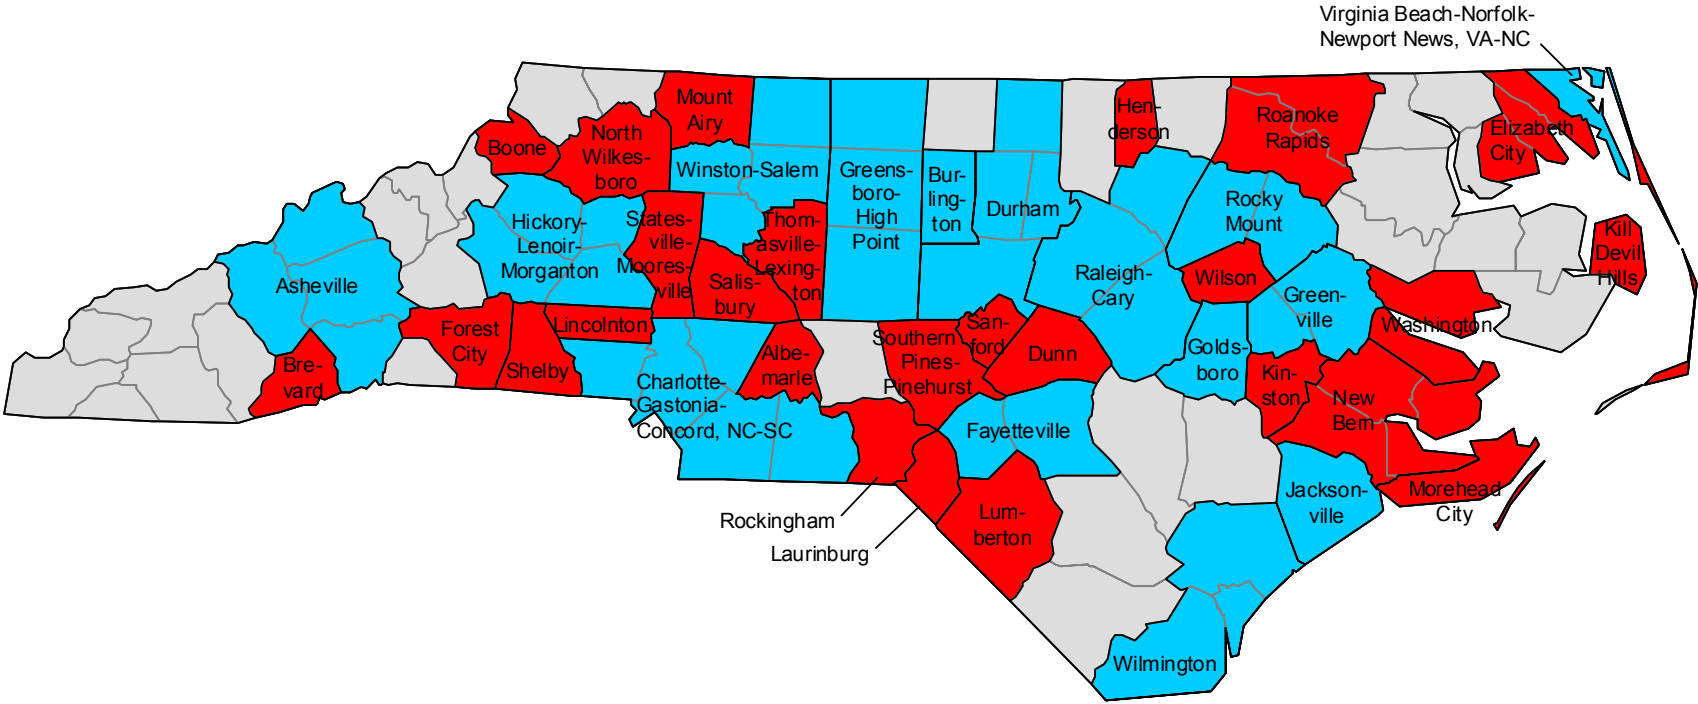 Virginia Beach-Norfolk-
Newport News, VA-NC
Mount
Airy
Hen-
derson
Roanoke
Rapids
Elizabeth
City
Boone
North
Wilkes-
boro
Winston-Salem
Greens-
boro-
High
Point
Bur-
ling-
ton
Durham
Rocky
Mount
Hickory-
Lenoir-
Morganton
States-
ville-
Moores-
ville
Thom-
asville-
Lexing-
ton
Salis-
bury
Raleigh-
Cary
Wilson
Kill
Devil
Hills
Asheville
Green-
ville
Washington
Forest
City
Lincolnton
Shelby
Bre-
vard
Charlotte-
Gastonia-
Concord, NC-SC
Albe-
marle
Southern
Pines-
Pinehurst
San-
ford
Dunn
Golds-
boro
Kin-
ston
New
Bern
Fayetteville
Jackson-
ville
Morehead
City
Rockingham
Laurinburg
Lum-
berton
Wilmington